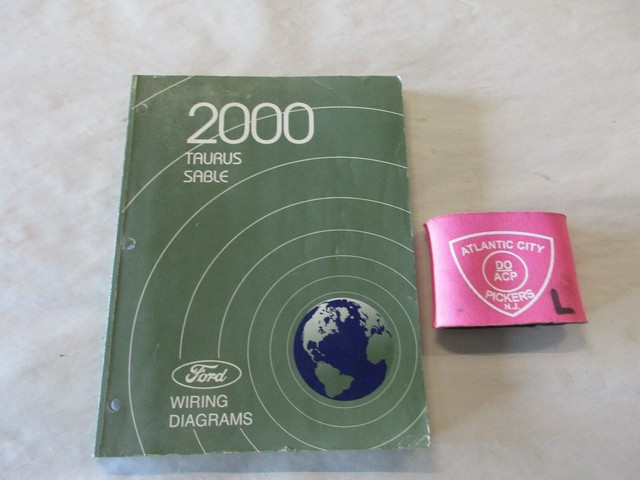 2000
TAURUS
SABLE
Ford
WIRING
DIAGRAMS
ATLANTIC CITY
DO
ACP
PICKERS
N.J.
L